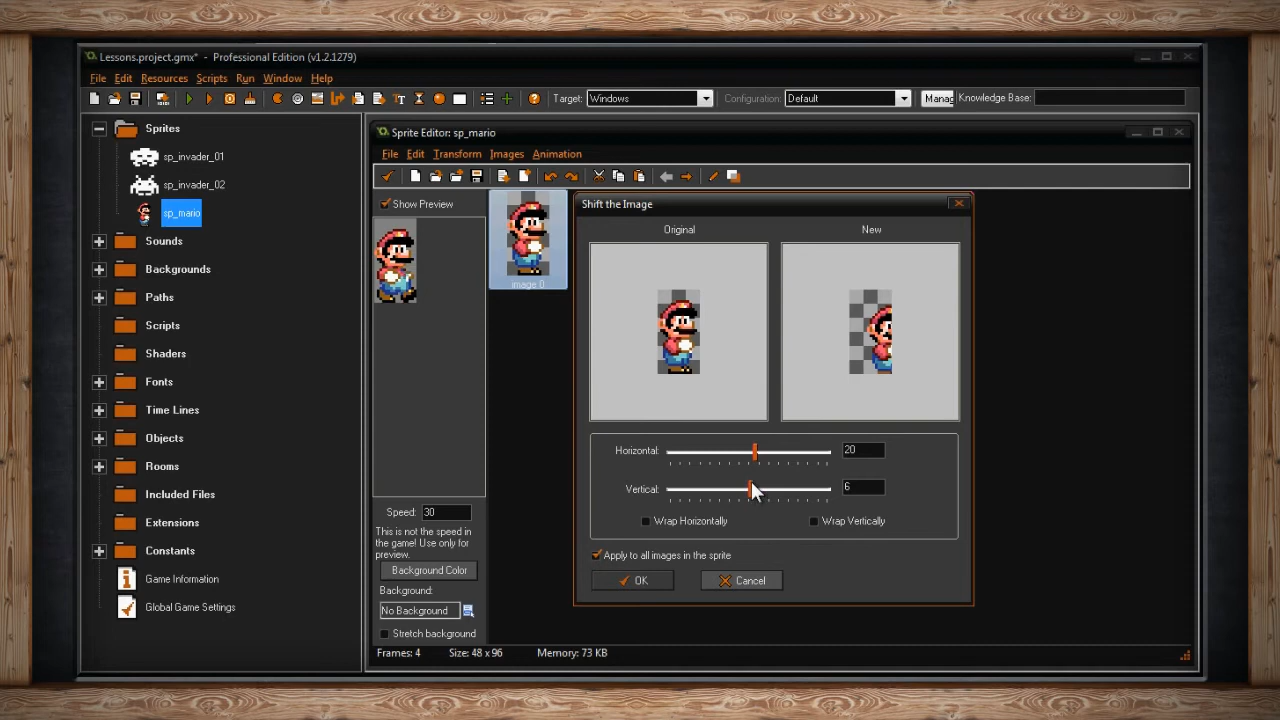 Lessons.project.gmx* - Professional Edition (v1.2.1279)
File Edit Resources Scripts Run Window Help
Target: Windows Configuration: Default Manag Knowledge Base:
Sprites
sp_invader_01
sp_invader_02
sp_mario
Sounds
Backgrounds
Paths
Scripts
Shaders
Fonts
Time Lines
Objects
Rooms
Included Files
Extensions
Constants
Game Information
Global Game Settings
Sprite Editor: sp_mario
File Edit Transform Images Animation
Show Preview
image 0
Speed: 30
This is not the speed in
the game! Use only for
preview.
Background Color
Background:
No Background
Stretch background
Frames: 4 Size: 48 x 96 Memory: 73 KB
Shift the Image
Original New
Horizontal: 20
Vertical: 6
Wrap Horizontally Wrap Vertically
Apply to all images in the sprite
OK Cancel